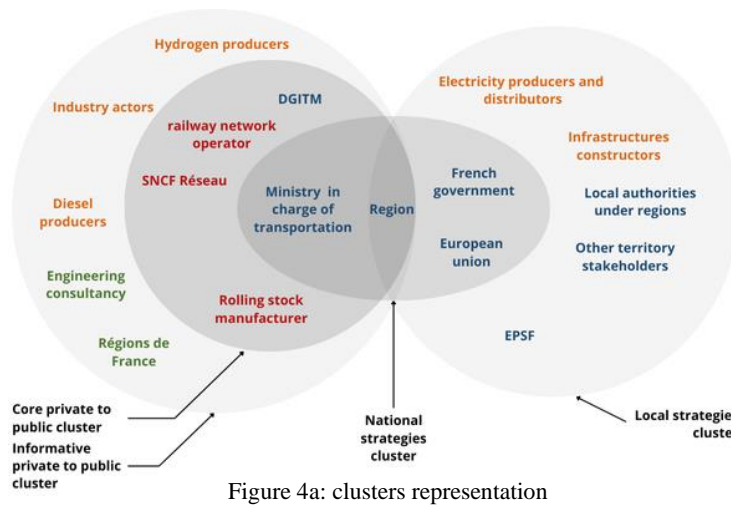 Hydrogen producers
DGITM
Industry actors
railway network
operator
SNCF Réseau
Ministry in
charge of
transportation
Region
Diesel
producers
Engineering
consultancy
Rolling stock
manufacturer
Régions de
France
Electricity producers and
distributors
Infrastructures
constructors
French
government
Local authorities
under regions
European
union
Other territory
stakeholders
EPSF
Core private to
public cluster
Informative
private to public
cluster
National
strategies
cluster
Local strategie
cluste
Figure 4a: clusters representation